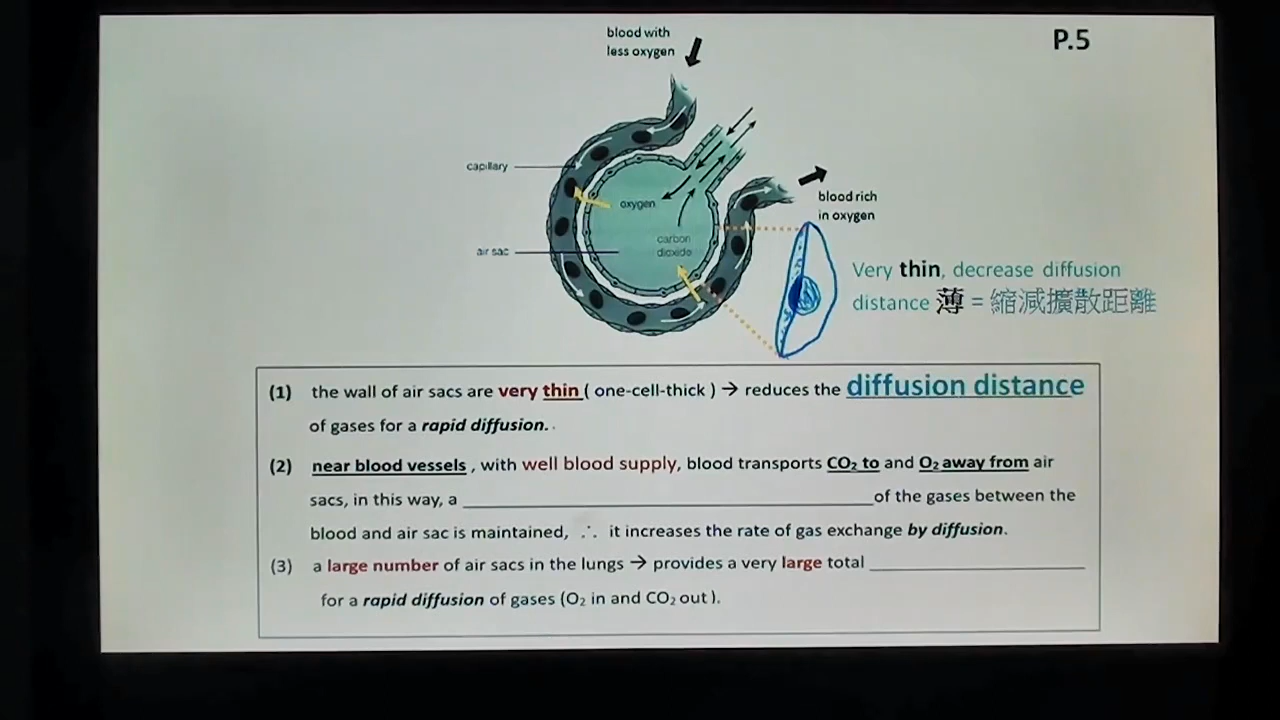 blood with
less oxygen
P.5
capillary
oxygen
blood rich
in oxygen
carbon
dioxide
air sac
Very thin, decrease diffusion
distance 薄 = 縮減擴散距離
(1) the wall of air sacs are very thin ( one-cell-thick ) → reduces the diffusion distance
of gases for a rapid diffusion.
(2) near blood vessels , with well blood supply, blood transports CO₂ to and O₂ away from air
sacs, in this way, a ______ of the gases between the
blood and air sac is maintained, ∴ it increases the rate of gas exchange by diffusion.
(3) a large number of air sacs in the lungs → provides a very large total ______
for a rapid diffusion of gases (O₂ in and CO₂ out ).